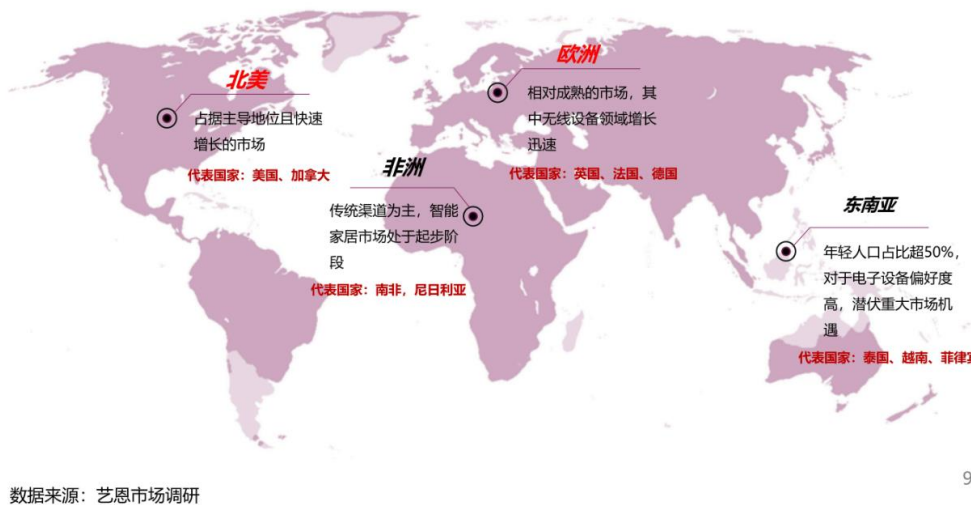 北美
占据主导地位且快速
增长的市场
代表国家：美国、加拿大
欧洲
相对成熟的市场，其
中无线设备领域增长
迅速
代表国家：英国、法国、德国
非洲
传统渠道为主，智能
家居市场处于起步阶
段
代表国家：南非，尼日利亚
东南亚
年轻人口占比超50%，
对于电子设备偏好度
高，潜伏重大市场机
遇
代表国家：泰国、越南、菲律宾
数据来源：艺恩市场调研
9